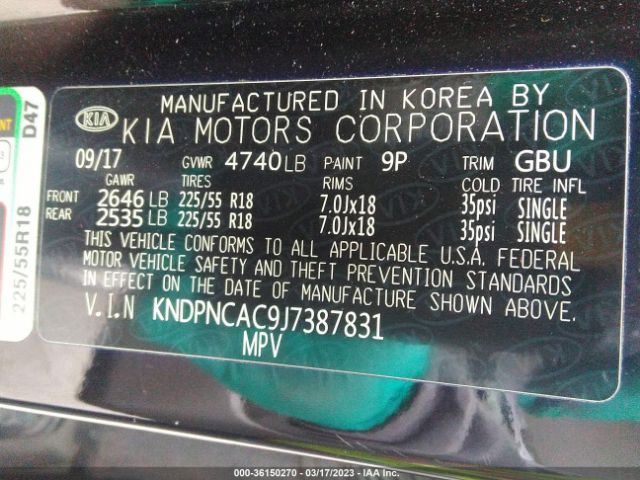 MANUFACTURED IN KOREA BY
KIA KIA MOTORS CORPORATION
09/17 GVWR 4740 LB PAINT 9P TRIM GBU
GAWR TIRES RIMS COLD TIRE INFL
FRONT 2646 LB 225/55 R18 7.0Jx18 35psi SINGLE
REAR 2535 LB 225/55 R18 7.0Jx18 35psi SINGLE
THIS VEHICLE CONFORMS TO ALL APPLICABLE U.S.A. FEDERAL
MOTOR VEHICLE SAFETY AND THEFT PREVENTION STANDARDS
IN EFFECT ON THE DATE OF MANUFACTURE SHOWN ABOVE.
V.I.N KNDPNCAC9J7387831
MPV
D47
225/55R18
000-36150270 - 03/17/2023 - IAA Inc.